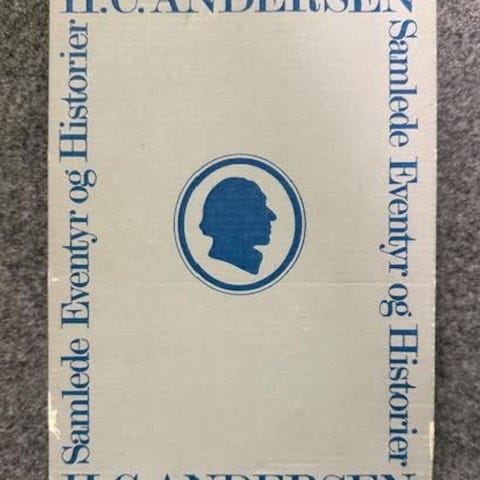 H.C. ANDERSEN
Samlede Eventyr og Historier
Samlede Eventyr og Historier
H.C. ANDERSEN